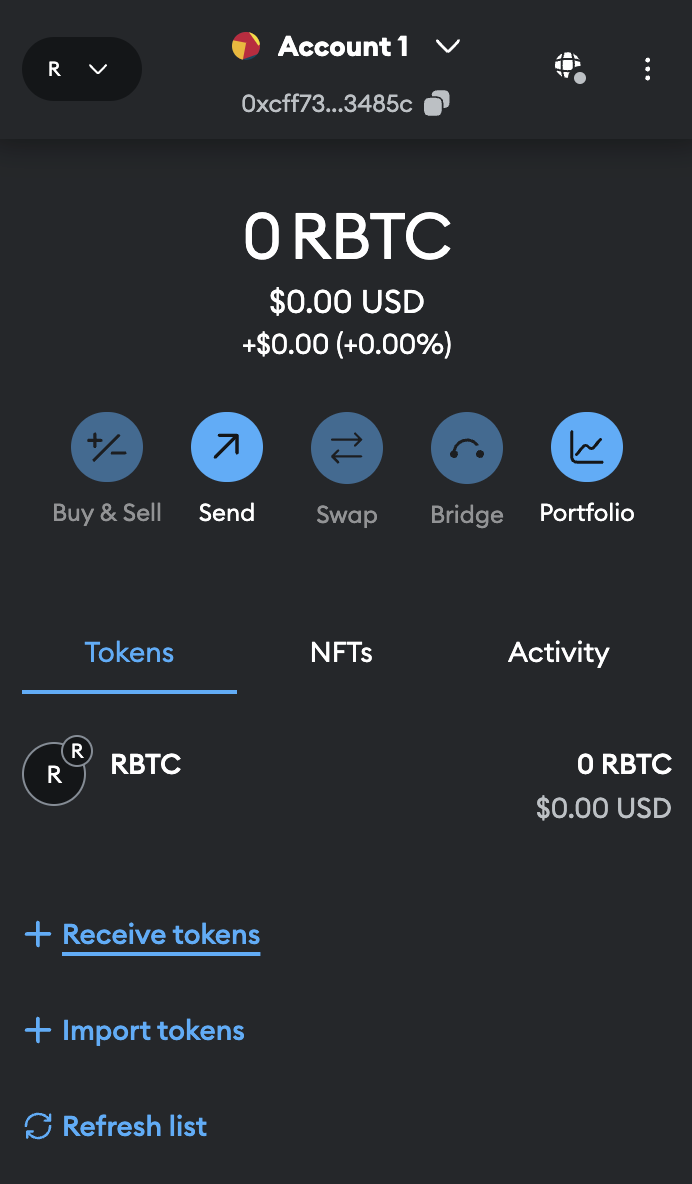 R
Account 1
0xcff73...3485c
0 RBTC
$0.00 USD
+$0.00 (+0.00%)
Buy & Sell
Send
Swap
Bridge
Portfolio
Tokens
NFTs
Activity
R
R
RBTC
0 RBTC
$0.00 USD
Receive tokens
Import tokens
Refresh list